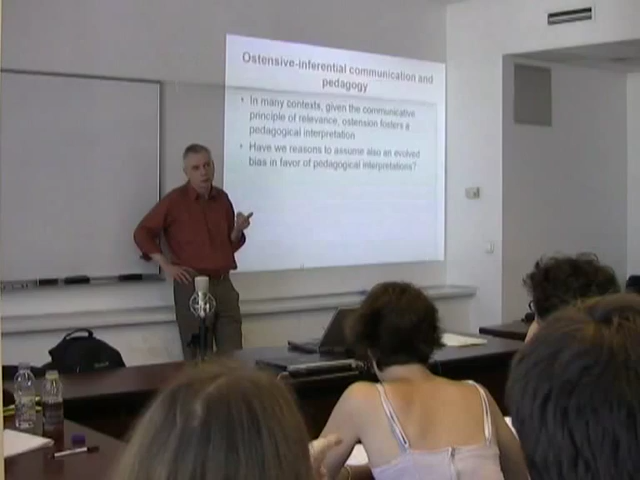 Ostensive-inferential communication and
pedagogy
• In many contexts, given the communicative
principle of relevance, ostension fosters a
pedagogical interpretation
• Have we reasons to assume also an evolved
bias in favor of pedagogical interpretations?